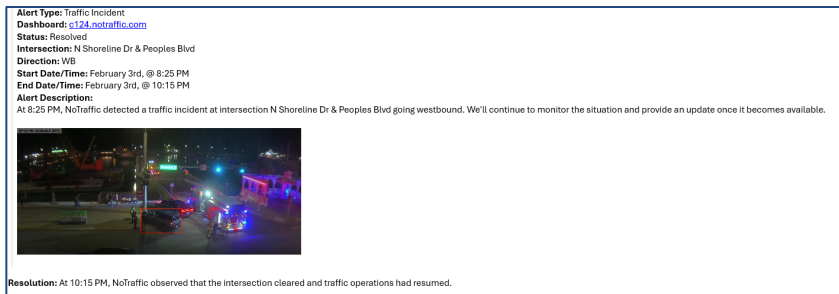 Alert Type: Traffic Incident
Dashboard: c124.notraffic.com
Status: Resolved
Intersection: N Shoreline Dr & Peoples Blvd
Direction: WB
Start Date/Time: February 3rd, @ 8:25 PM
End Date/Time: February 3rd, @ 10:15 PM
Alert Description:
At 8:25 PM, NoTraffic detected a traffic incident at intersection N Shoreline Dr & Peoples Blvd going westbound. We'll continue to monitor the situation and provide an update once it becomes available.
Resolution: At 10:15 PM, NoTraffic observed that the intersection cleared and traffic operations had resumed.